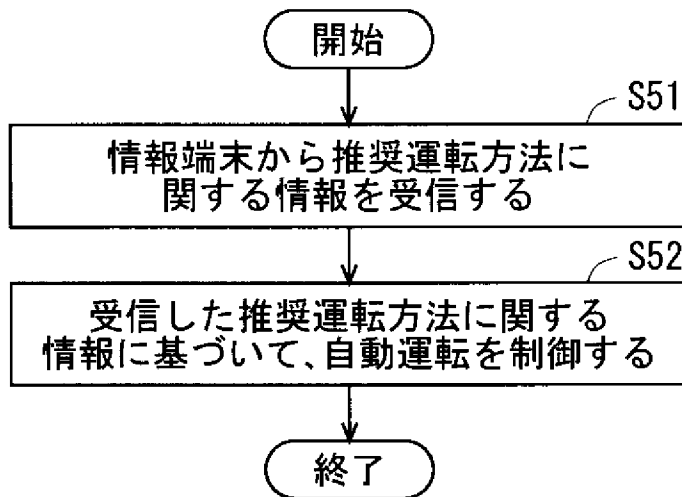 開始
S51
情報端末から推奨運転方法に
関する情報を受信する
S52
受信した推奨運転方法に関する
情報に基づいて、自動運転を制御する
終了